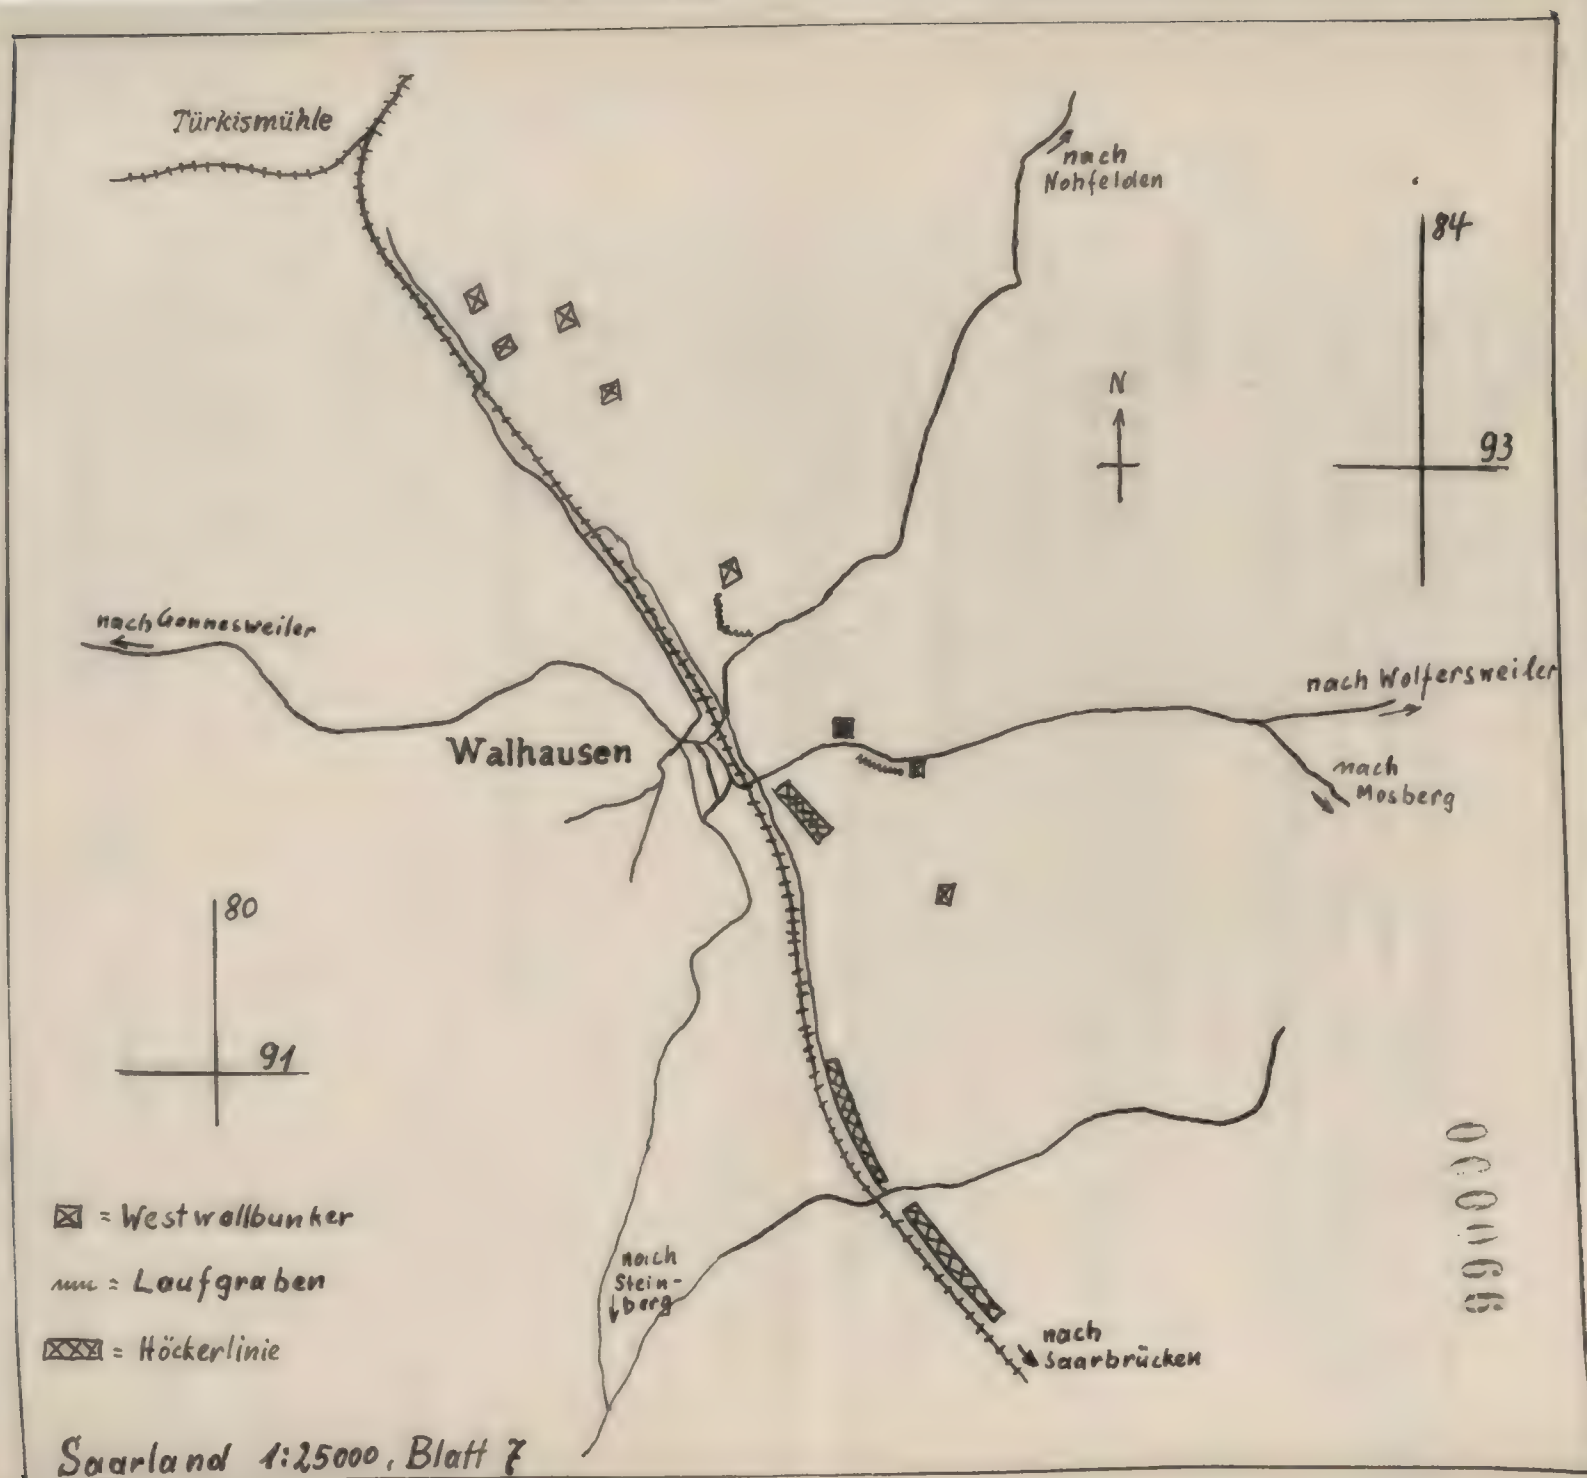 Türkismühle
nach
Nohfelden
84
N
93
nach Gonnesweiler
nach Wolfersweiler
Walhausen
nach
Mosberg
80
91
000066
= Westwallbunker
= Laufgraben
= Höckerlinie
nach
Stein-
berg
nach
Saarbrücken
Saarland 1:25000, Blatt 7